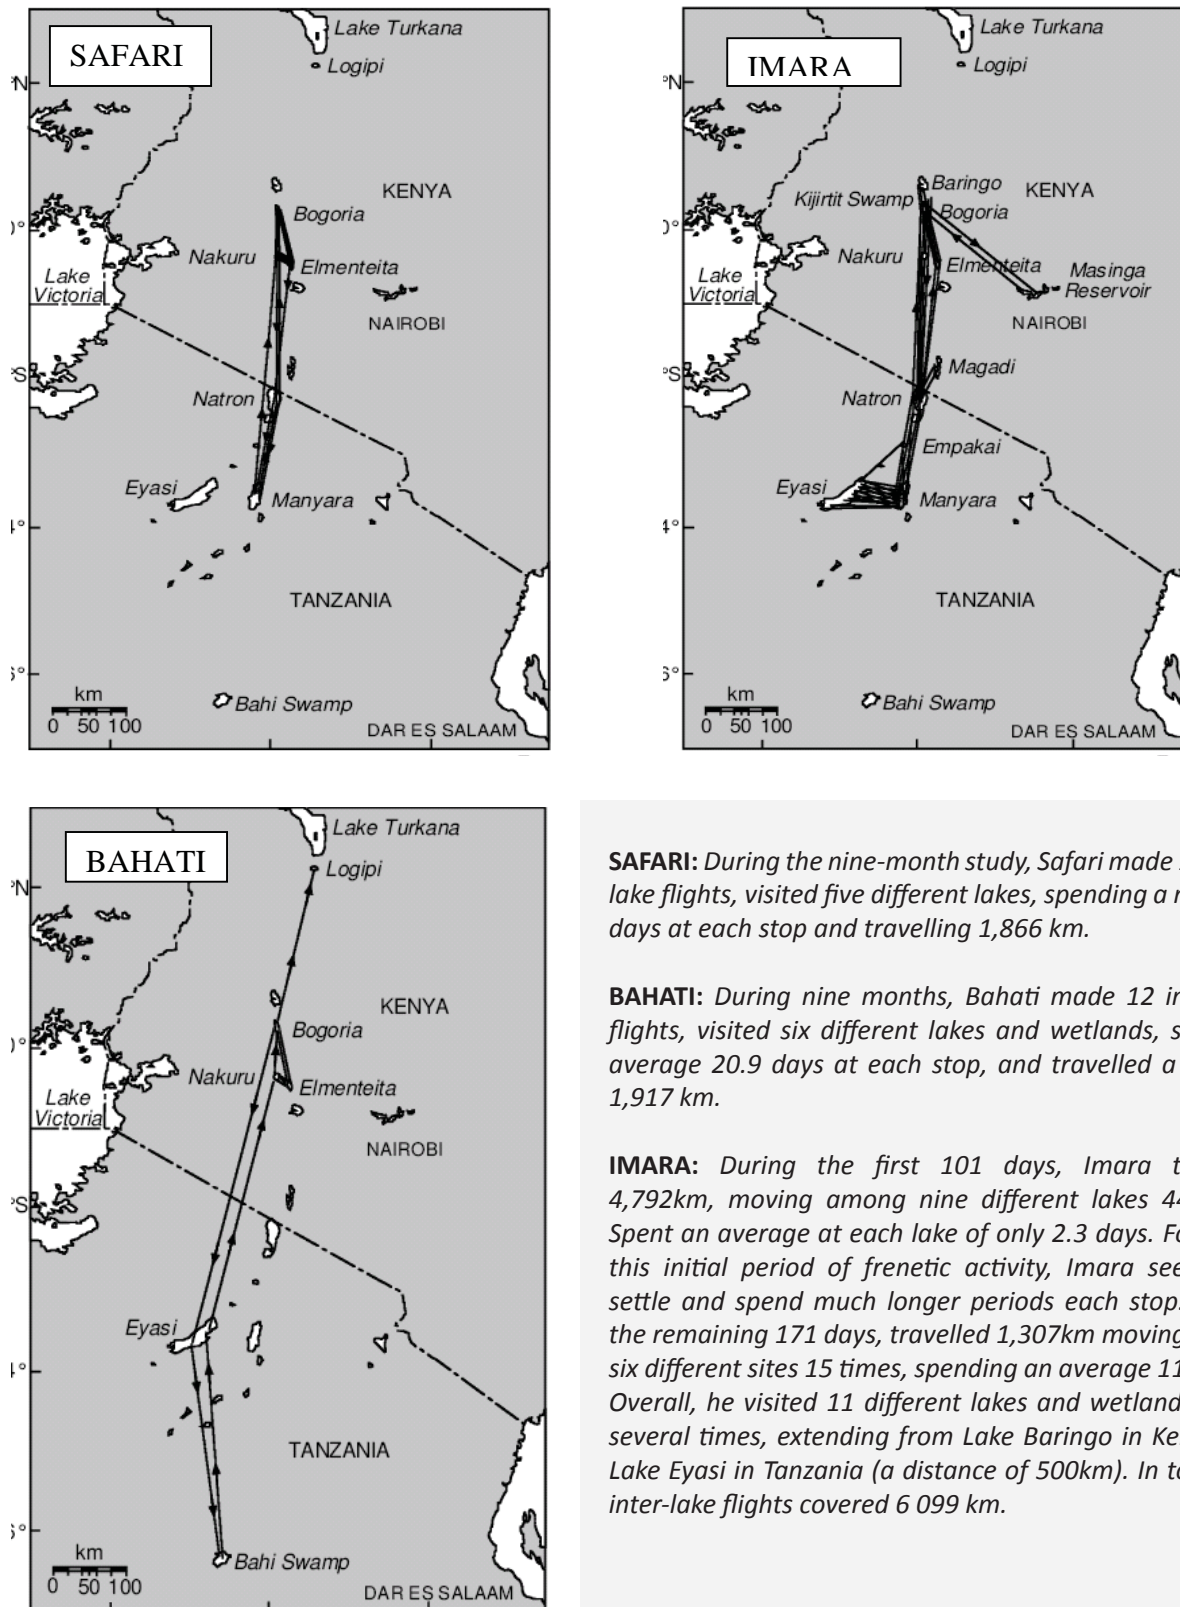 SAFARI
Lake Turkana
Logipi
°N
KENYA
Bogoria
0°
Nakuru
Elmenteita
Lake
Victoria
NAIROBI
°S
Natron
Eyasi
Manyara
4°
TANZANIA
6°
km
0 50 100
Bahi Swamp
DAR ES SALAAM
IMARA
Lake Turkana
Logipi
°N
Baringo
KENYA
Kijirtit Swamp
Bogoria
0°
Nakuru
Elmenteita
Lake
Victoria
Masinga
Reservoir
NAIROBI
°S
Magadi
Natron
Empakai
Eyasi
Manyara
4°
TANZANIA
6°
km
0 50 100
Bahi Swamp
DAR ES SALAAM
BAHATI
Lake Turkana
Logipi
°N
KENYA
Bogoria
0°
Nakuru
Elmenteita
Lake
Victoria
NAIROBI
°S
Eyasi
4°
TANZANIA
6°
km
0 50 100
Bahi Swamp
DAR ES SALAAM
SAFARI: During the nine-month study, Safari made
lake flights, visited five different lakes, spending a
days at each stop and travelling 1,866 km.
BAHATI: During nine months, Bahati made 12
flights, visited six different lakes and wetlands,
average 20.9 days at each stop, and travelled a
1,917 km.
IMARA: During the first 101 days, Imara
4,792km, moving among nine different lakes 44
Spent an average at each lake of only 2.3 days.
this initial period of frenetic activity, Imara
settle and spend much longer periods each stops
the remaining 171 days, travelled 1,307km moving
six different sites 15 times, spending an average 11
Overall, he visited 11 different lakes and wetland
several times, extending from Lake Baringo in
Lake Eyasi in Tanzania (a distance of 500km). In
inter-lake flights covered 6 099 km.